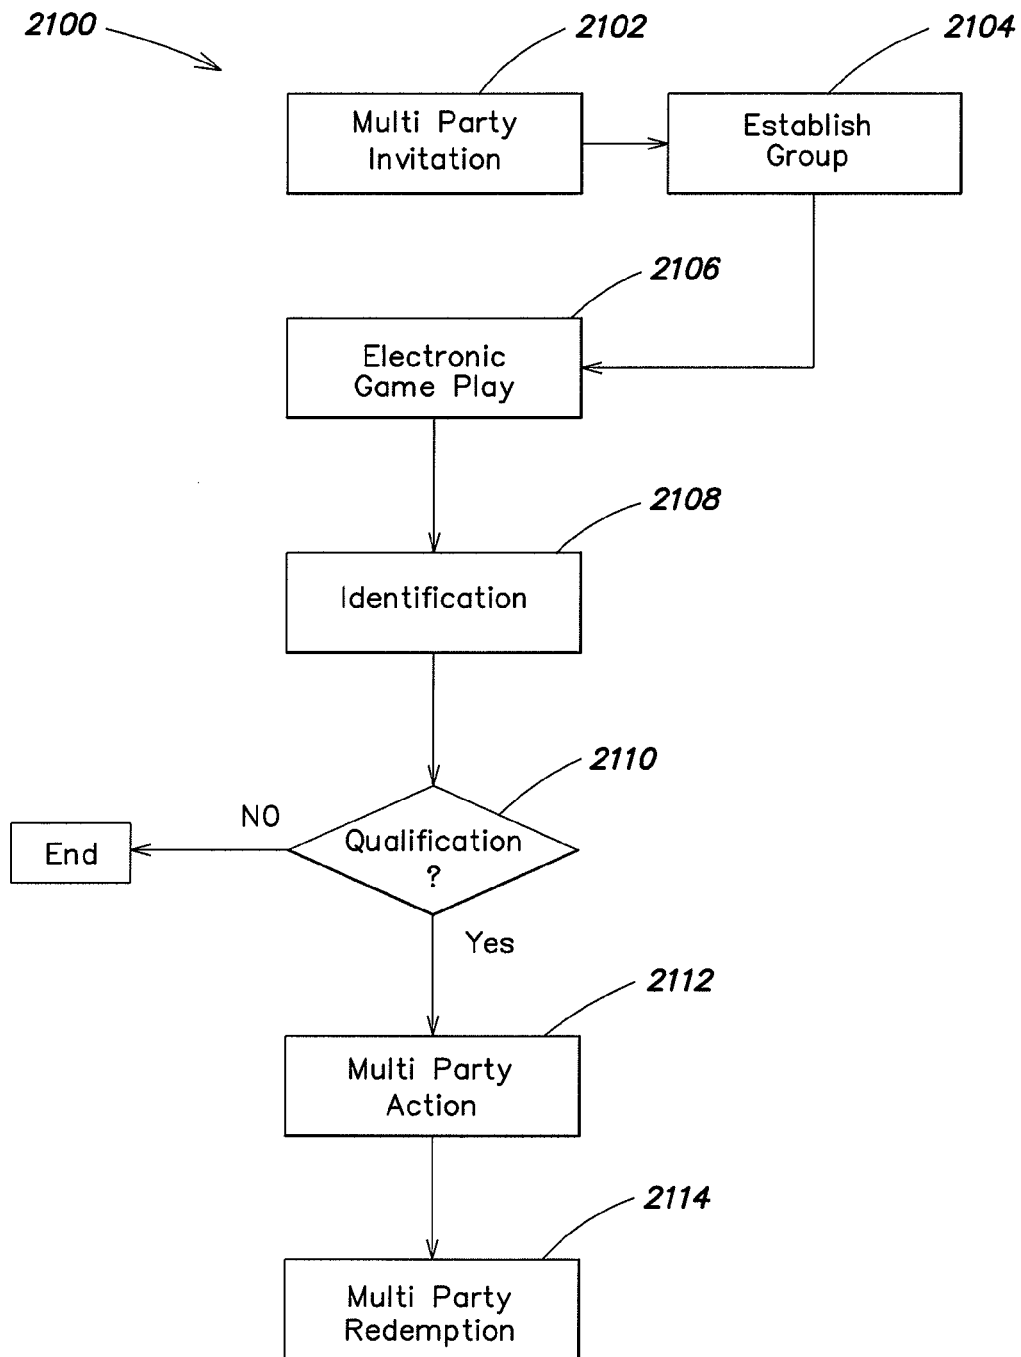 2100
2102
2104
Multi Party
Invitation
Establish
Group
2106
Electronic
Game Play
2108
Identification
2110
NO
End
Qualification
?
Yes
2112
Multi Party
Action
2114
Multi Party
Redemption